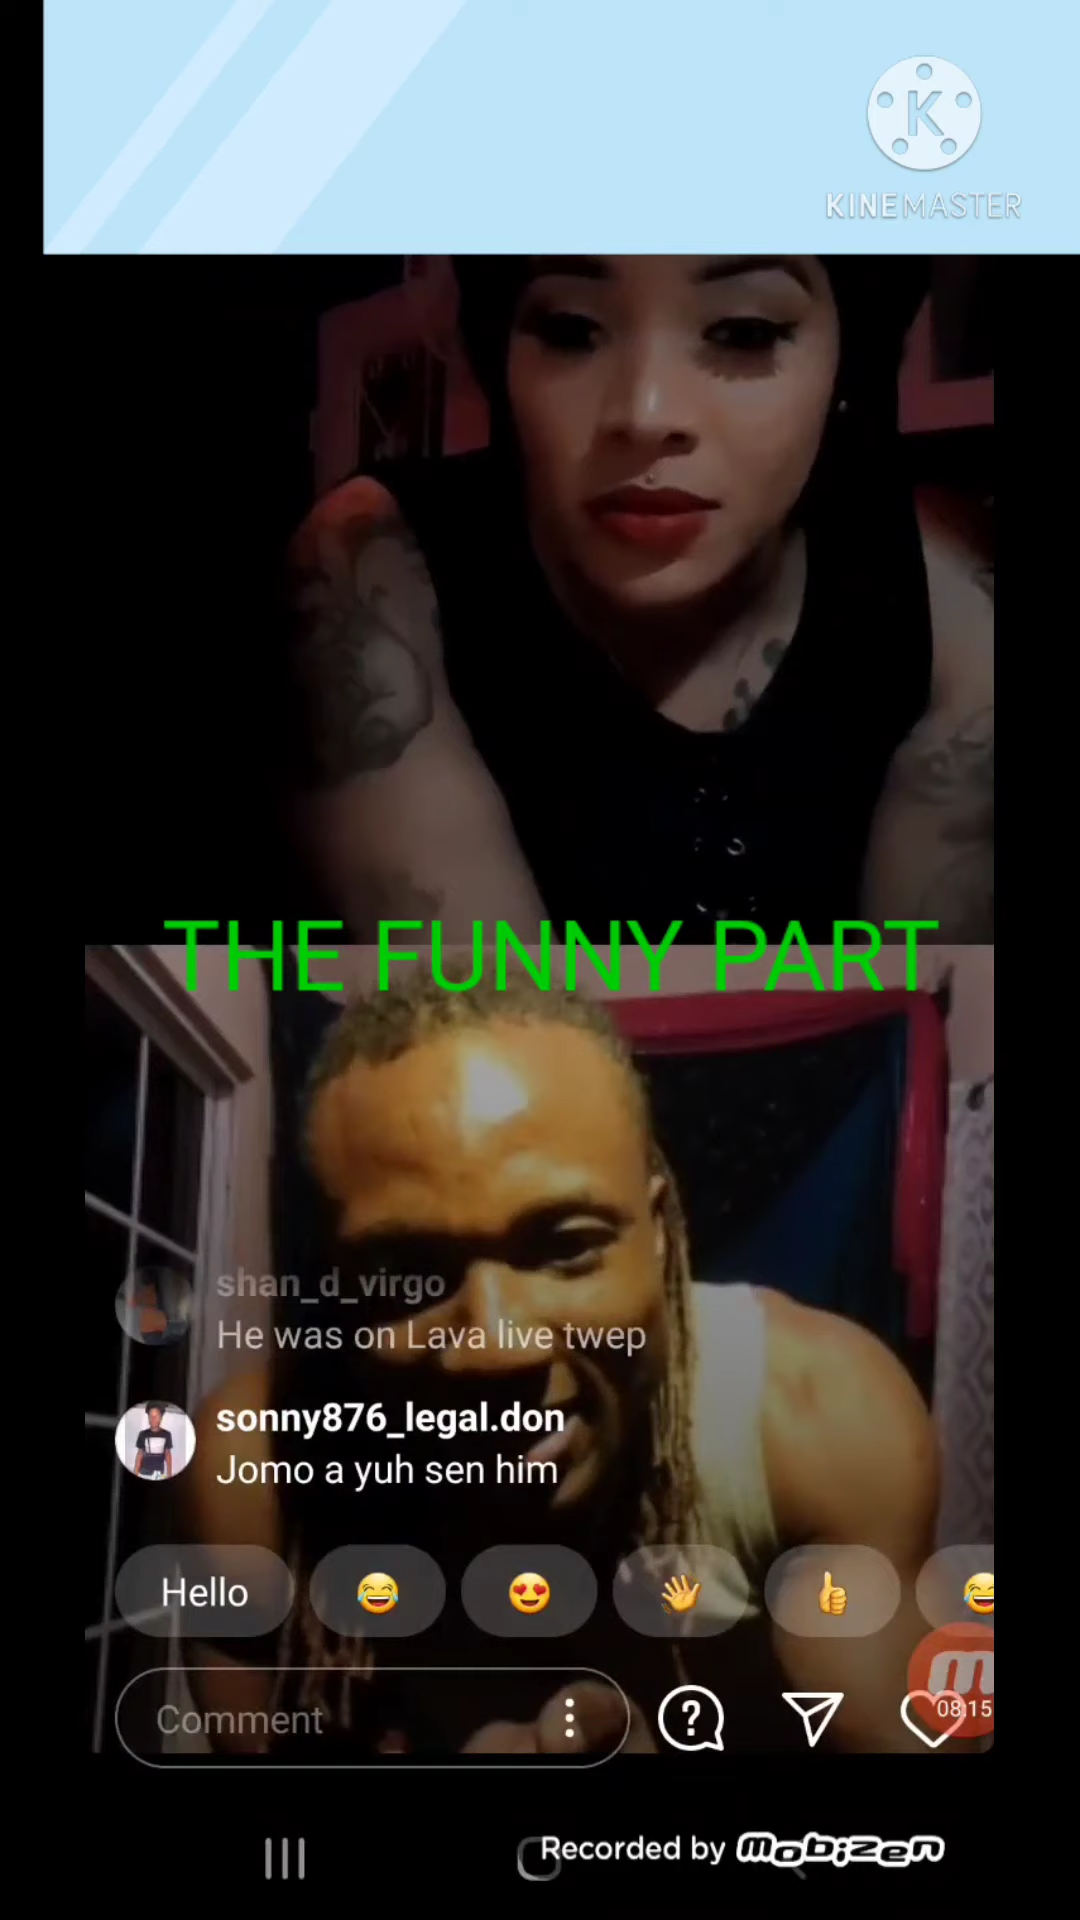 K
KINEMASTER
THE FUNNY PART
shan_d_virgo
He was on Lava live twep
sonny876_legal.don
Jomo a yuh sen him
Hello
Comment
?
m
08:15
Recorded by mobizen